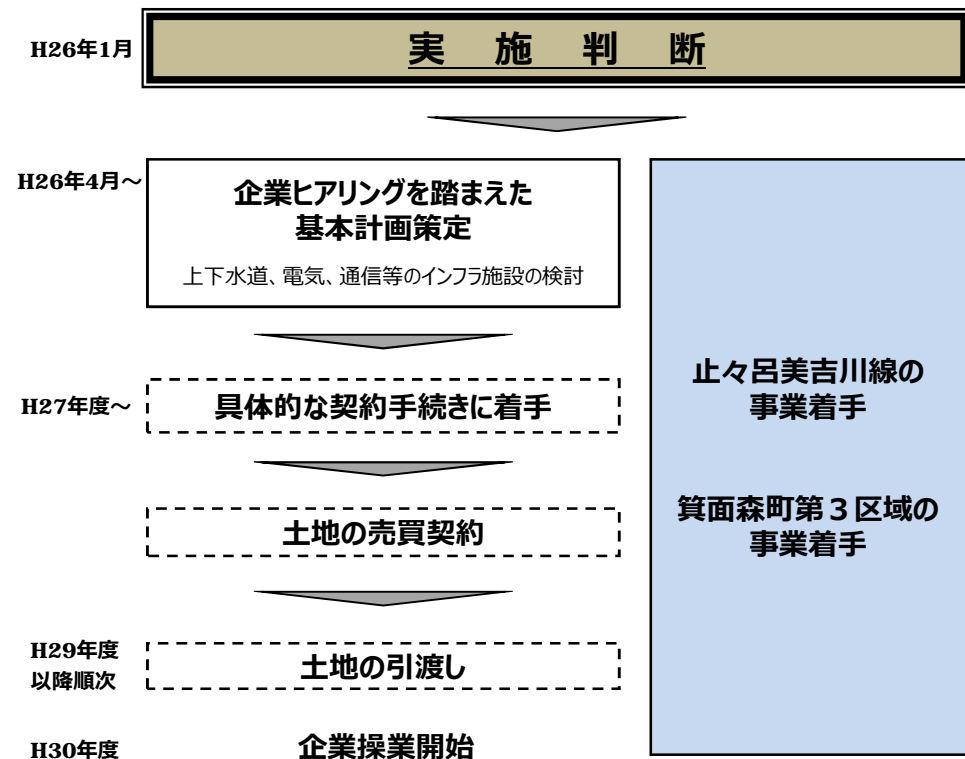 H26年1月
実施判断
H26年4月～
企業ヒアリングを踏まえた
基本計画策定
上下水道、電気、通信等のインフラ施設の検討
H27年度～
具体的な契約手続きに着手
土地の売買契約
H29年度
以降順次
土地の引渡し
H30年度
企業操業開始
止々呂美吉川線の
事業着手
箕面森町第３区域の
事業着手